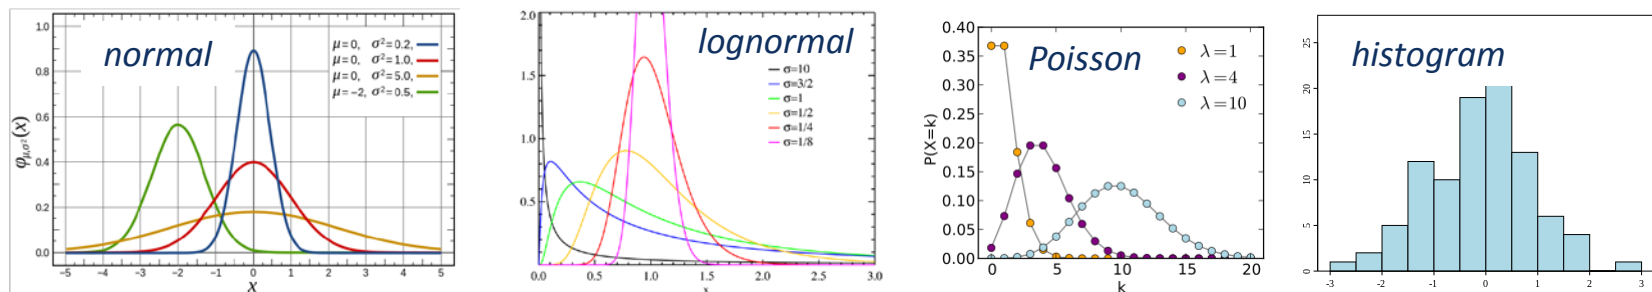 normal
μ=0, σ²=0.2,
μ=0, σ²=1.0,
μ=0, σ²=5.0,
μ=−2, σ²=0.5,
1.0
0.8
0.6
0.4
0.2
0.0
φμ,σ²(x)
−5 −4 −3 −2 −1 0 1 2 3 4 5
x
lognormal
σ=10
σ=3/2
σ=1
σ=1/2
σ=1/4
σ=1/8
2.0
1.5
1.0
0.5
0.0 0.5 1.0 1.5 2.0 2.5 3.0
Poisson
λ=1
λ=4
λ=10
0.40
0.35
0.30
0.25
0.20
0.15
0.10
0.05
0.00
P(X=k)
0 5 10 15 20
k
histogram
25
20
15
10
5
0
-3 -2 -1 0 1 2 3